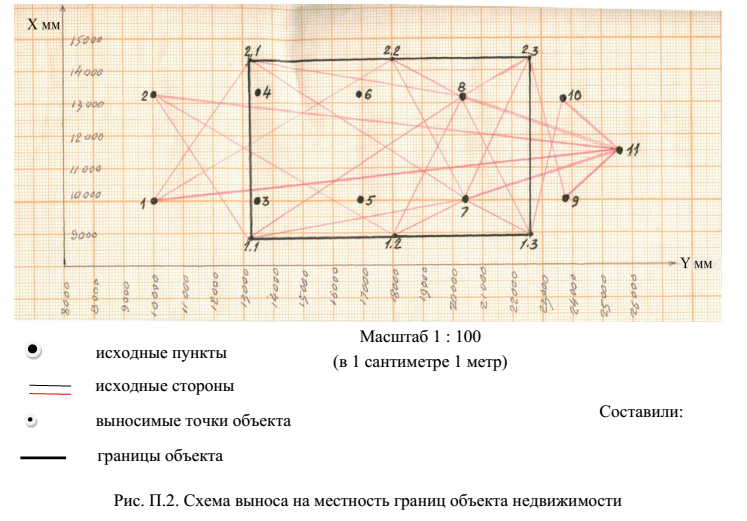 X мм
15000
2.1 2.2 2.3
14000
8
2 4 6 10
13000
12000
11
11000
10000
1 3 5 7 9
9000
1.1 1.2 1.3
Y мм
8000 9000 9000 10000 11000 12000 13000 14000 15000 17000 18000 19000 20000 21000 22000 23000 24000 25000 26000
Масштаб 1 : 100
(в 1 сантиметре 1 метр)
исходные пункты
исходные стороны
выносимые точки объекта
границы объекта
Составили:
Рис. П.2. Схема выноса на местность границ объекта недвижимости